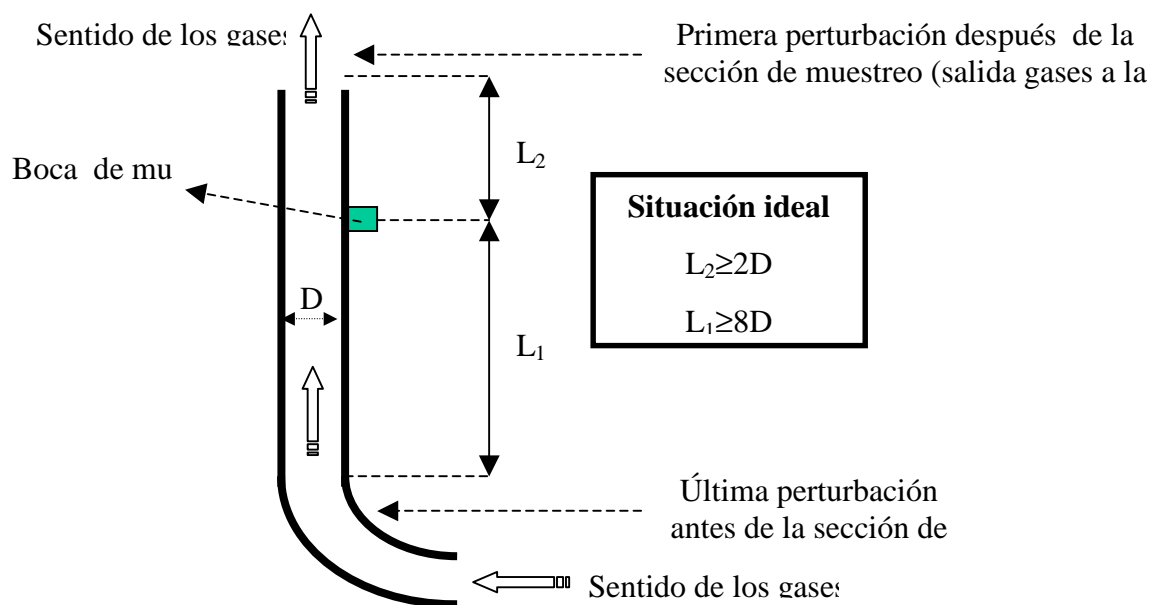 Sentido de los gases
Primera perturbación después de la
sección de muestreo (salida gases a la
L2
Boca de mu
Situación ideal
L2≥2D
L1≥8D
D
L1
Última perturbación
antes de la sección de
Sentido de los gases